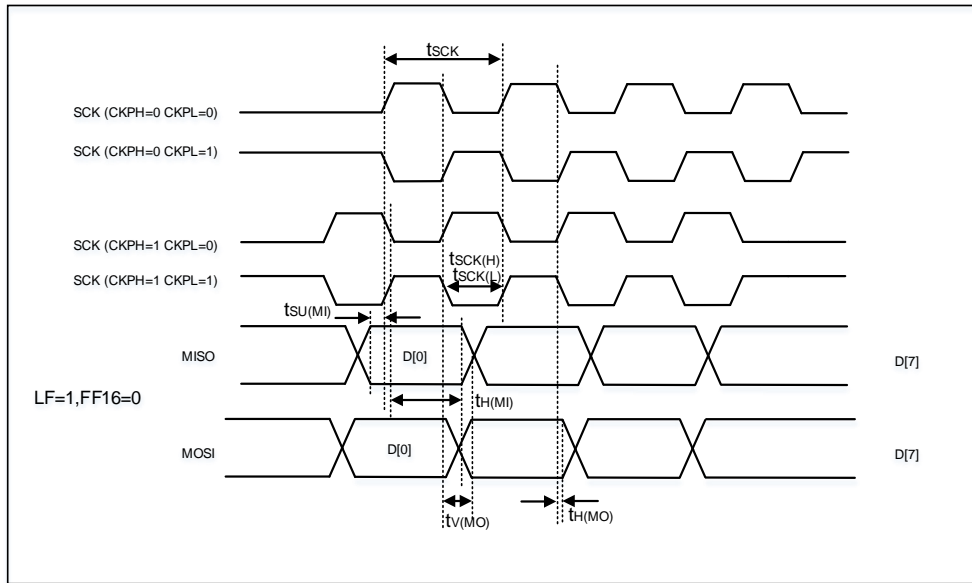 tSCK
SCK (CKPH=0 CKPL=0)
SCK (CKPH=0 CKPL=1)
SCK (CKPH=1 CKPL=0)
tSCK(H)
SCK (CKPH=1 CKPL=1)
tSCK(L)
tSU(MI)
MISO
D[0]
D[7]
LF=1,FF16=0
tH(MI)
MOSI
D[0]
D[7]
tV(MO)
tH(MO)